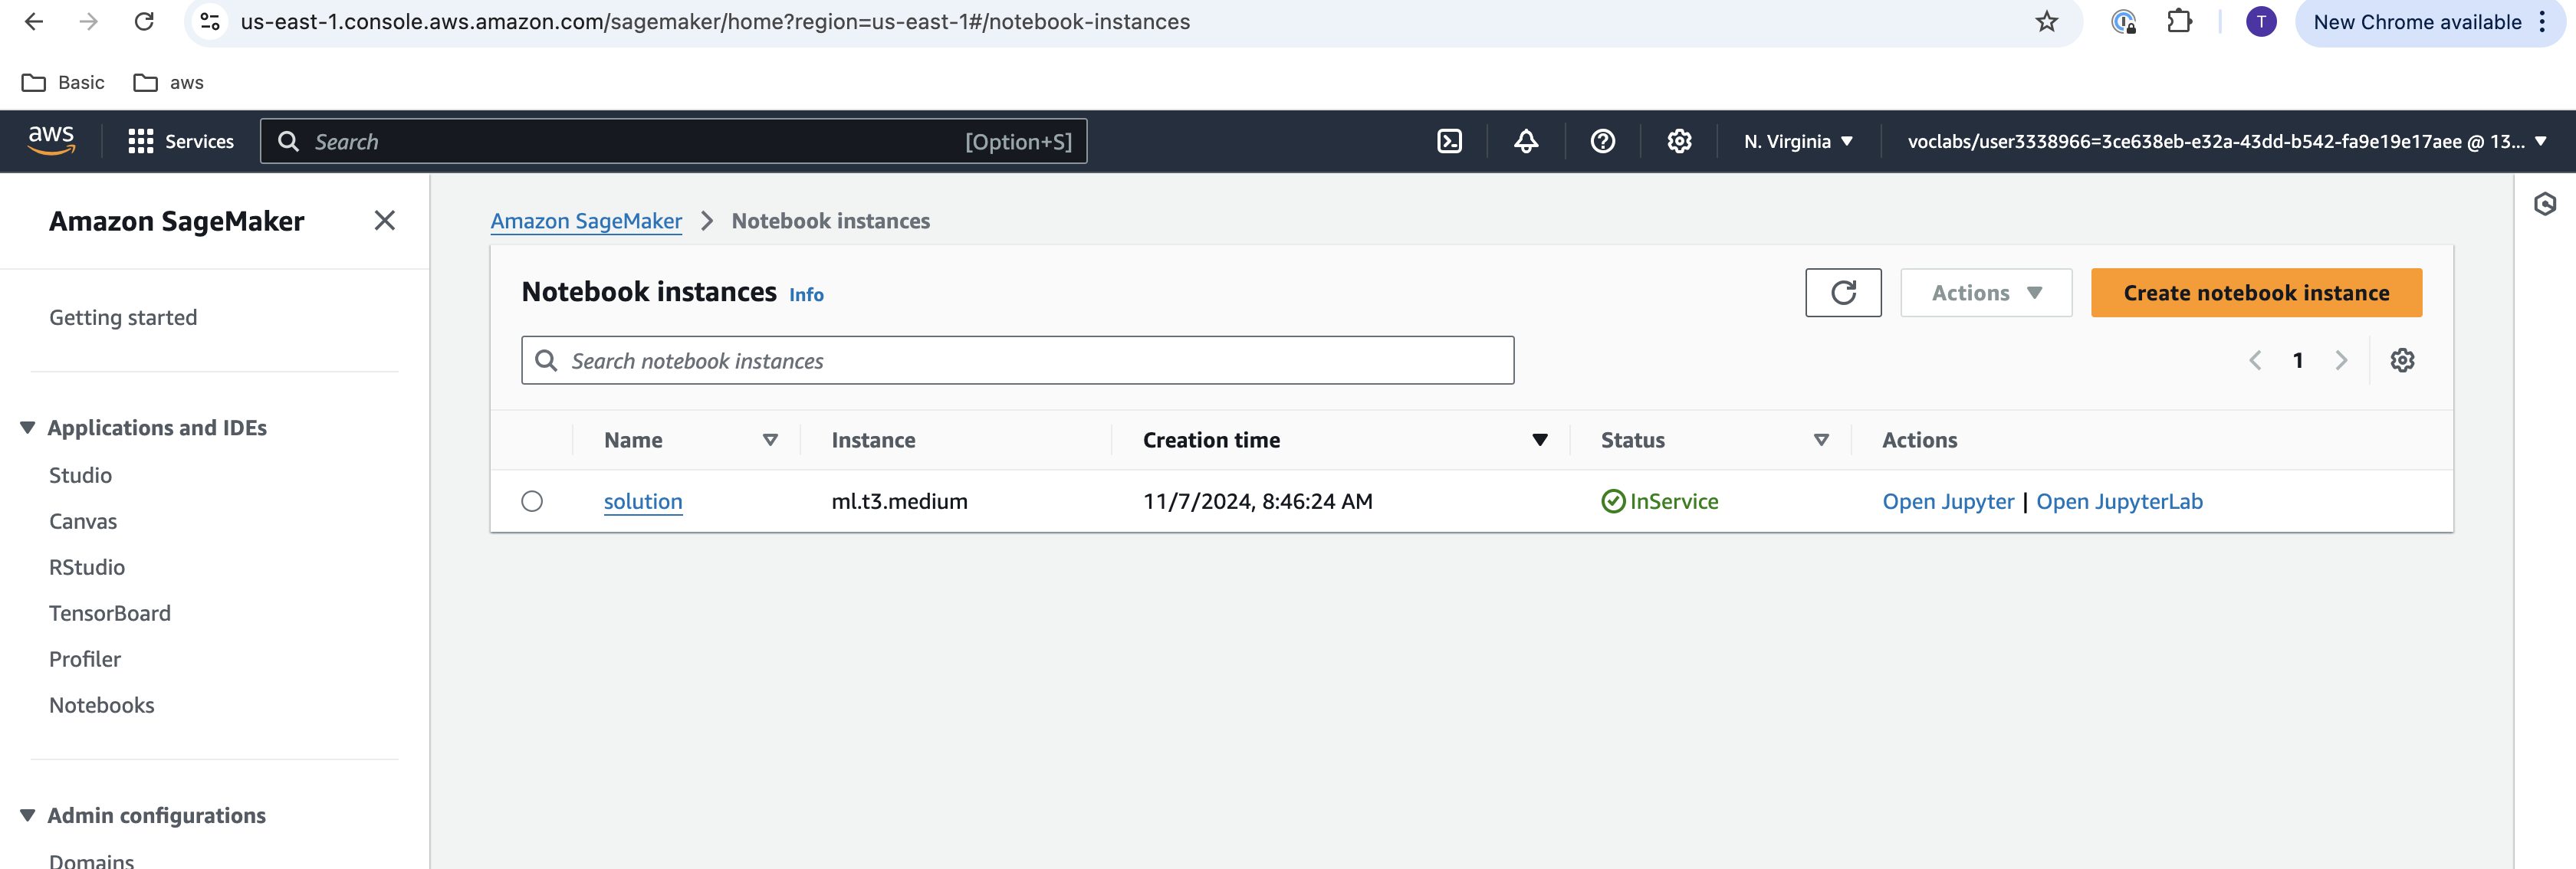 us-east-1.console.aws.amazon.com/sagemaker/home?region=us-east-1#/notebook-instances
T
New Chrome available
Basic
aws
aws
Services
Search
[Option+S]
N. Virginia
voclabs/user3338966=3ce638eb-e32a-43dd-b542-fa9e19e17aee @ 13...
Amazon SageMaker
Getting started
Applications and IDEs
Studio
Canvas
RStudio
TensorBoard
Profiler
Notebooks
Admin configurations
Domains
Amazon SageMaker
Notebook instances
Notebook instances Info
Actions
Create notebook instance
Search notebook instances
1
Name
Instance
Creation time
Status
Actions
solution
ml.t3.medium
11/7/2024, 8:46:24 AM
InService
Open Jupyter | Open JupyterLab